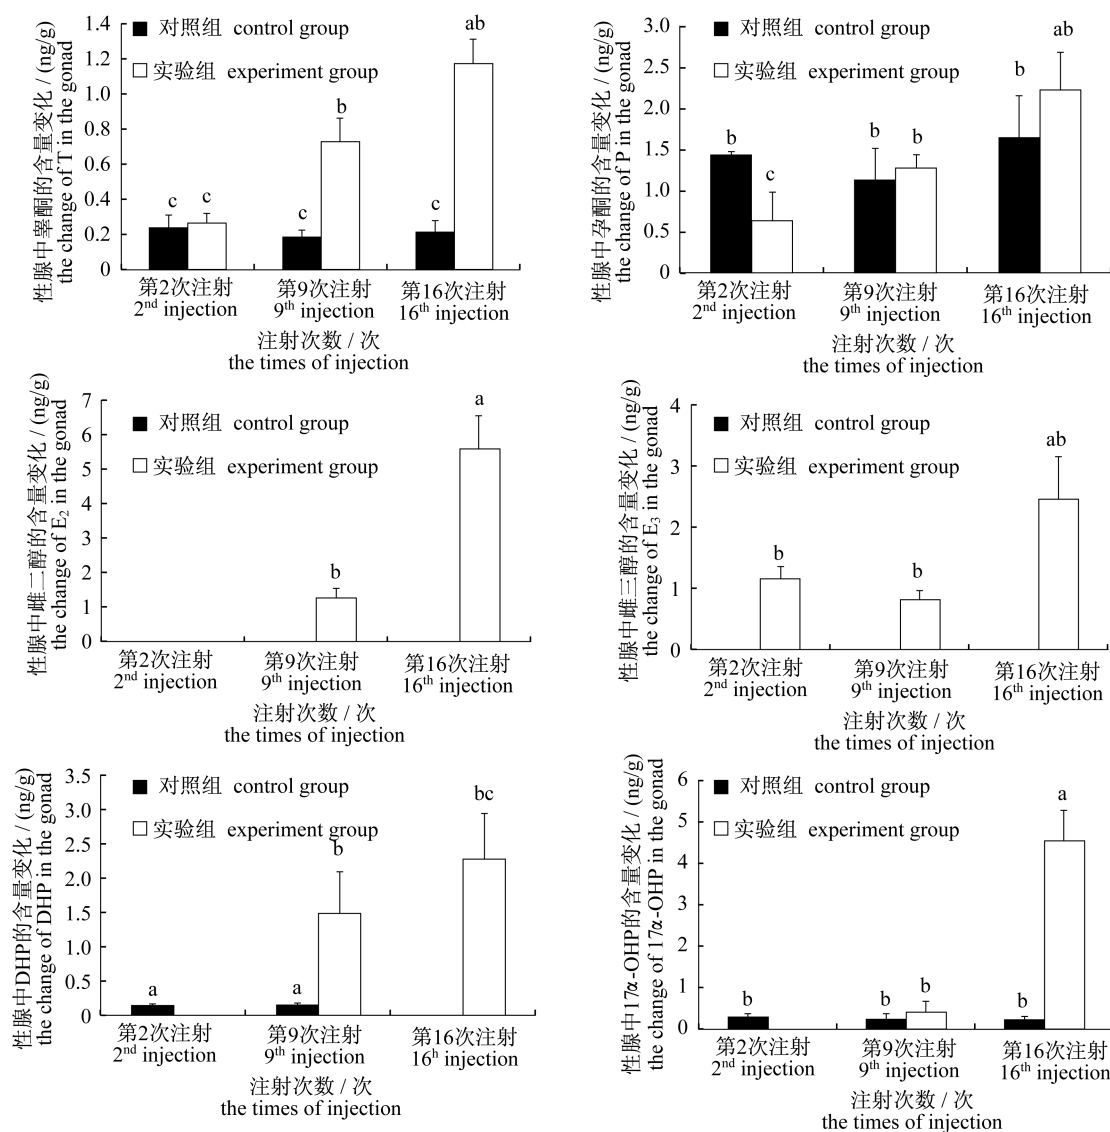 性腺中睾酮的含量变化 / (ng/g)
the change of T in the gonad
1.4
1.2
1.0
0.8
0.6
0.4
0.2
0
对照组 control group
实验组 experiment group
c
c
c
b
c
ab
第2次注射
2nd injection
第9次注射
9th injection
第16次注射
16th injection
注射次数 / 次
the times of injection
性腺中孕酮的含量变化 / (ng/g)
the change of P in the gonad
3.0
2.5
2.0
1.5
1.0
0.5
0
对照组 control group
实验组 experiment group
b
c
b
b
b
ab
第2次注射
2nd injection
第9次注射
9th injection
第16次注射
16th injection
注射次数 / 次
the times of injection
性腺中雌二醇的含量变化 / (ng/g)
the change of E2 in the gonad
7
6
5
4
3
2
1
0
对照组 control group
实验组 experiment group
b
a
第2次注射
2nd injection
第9次注射
9th injection
第16次注射
16th injection
注射次数 / 次
the times of injection
性腺中雌三醇的含量变化 / (ng/g)
the change of E3 in the gonad
4
3
2
1
0
对照组 control group
实验组 experiment group
b
b
ab
第2次注射
2nd injection
第9次注射
9th injection
第16次注射
16th injection
注射次数 / 次
the times of injection
性腺中DHP的含量变化 / (ng/g)
the change of DHP in the gonad
3.5
3.0
2.5
2.0
1.5
1.0
0.5
0
对照组 control group
实验组 experiment group
a
a
b
bc
第2次注射
2nd injection
第9次注射
9th injection
第16次注射
16h injection
注射次数 / 次
the times of injection
性腺中17α-OHP的含量变化 / (ng/g)
the change of 17α-OHP in the gonad
6
5
4
3
2
1
0
对照组 control group
实验组 experiment group
b
b
b
b
a
第2次注射
2nd injection
第9次注射
9th injection
第16次注射
16th injection
注射次数 / 次
the times of injection